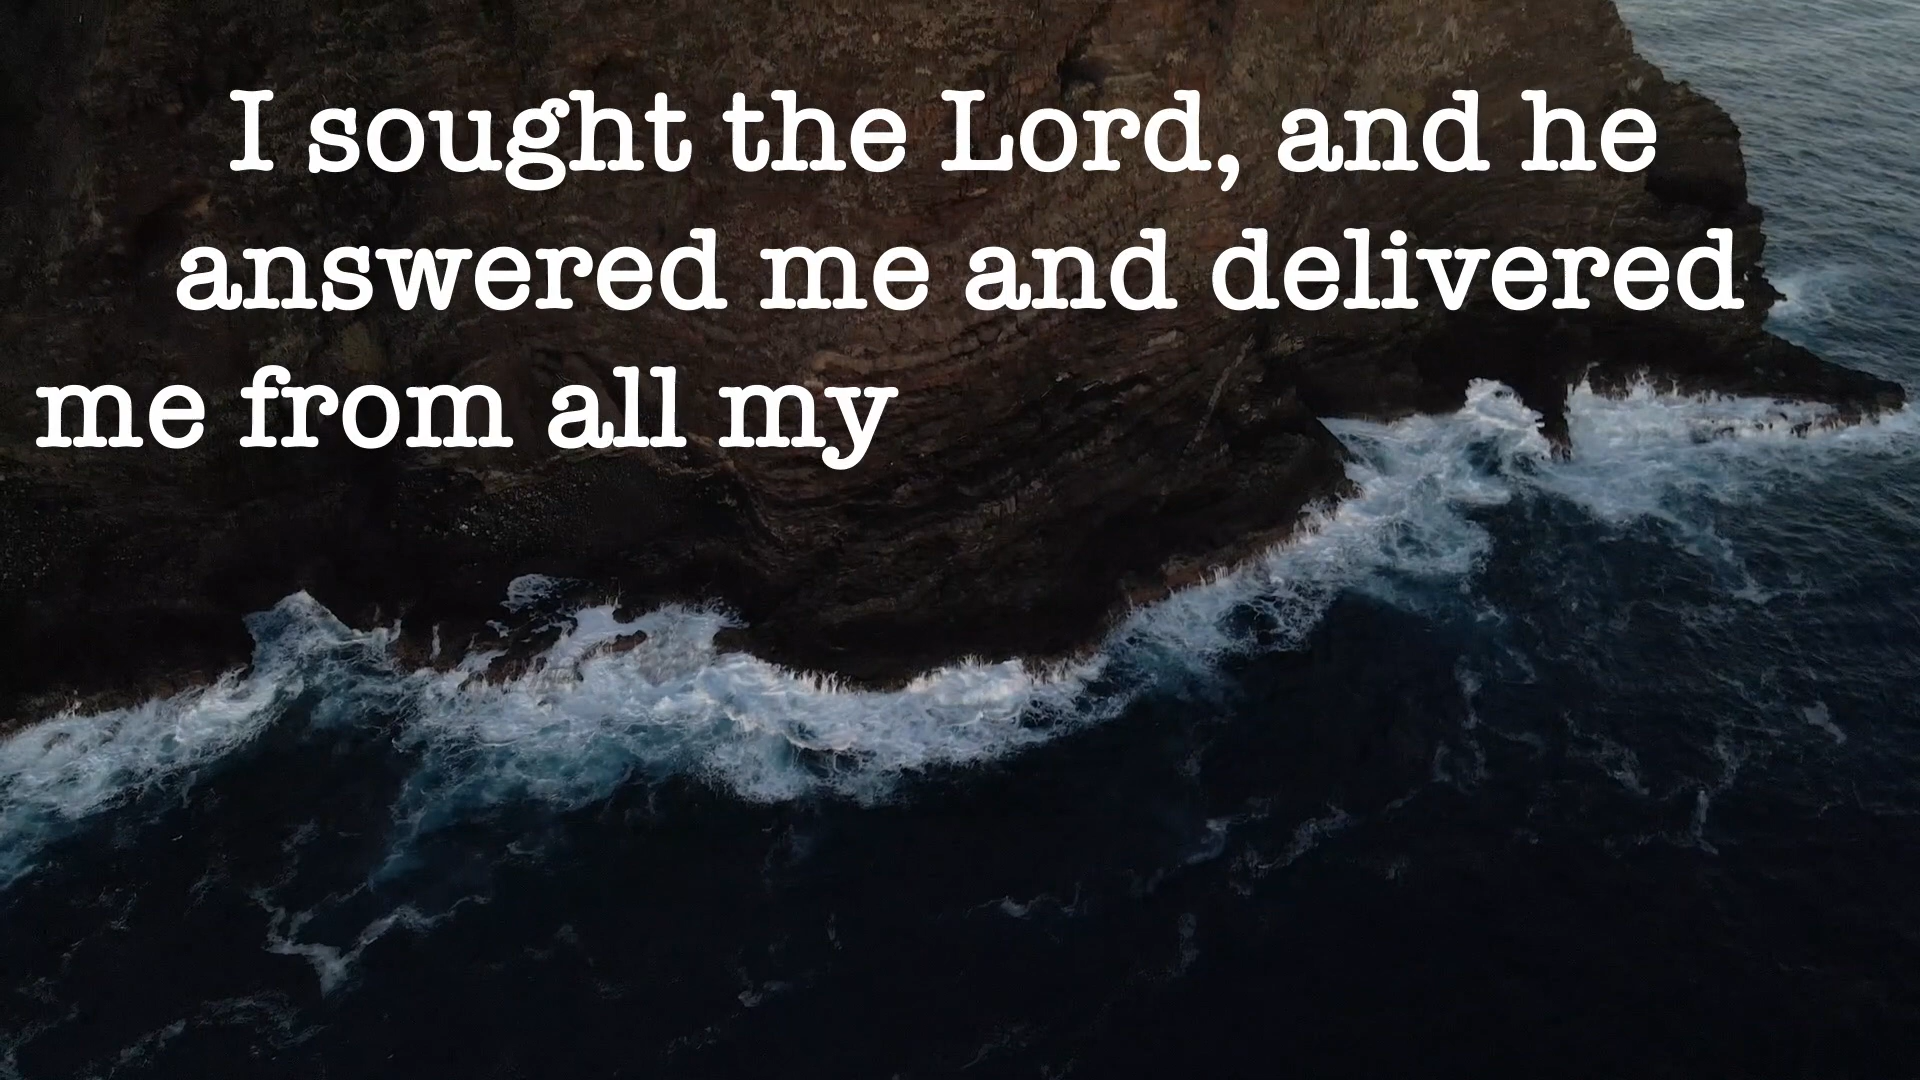 I sought the Lord, and he
answered me and delivered
me from all my